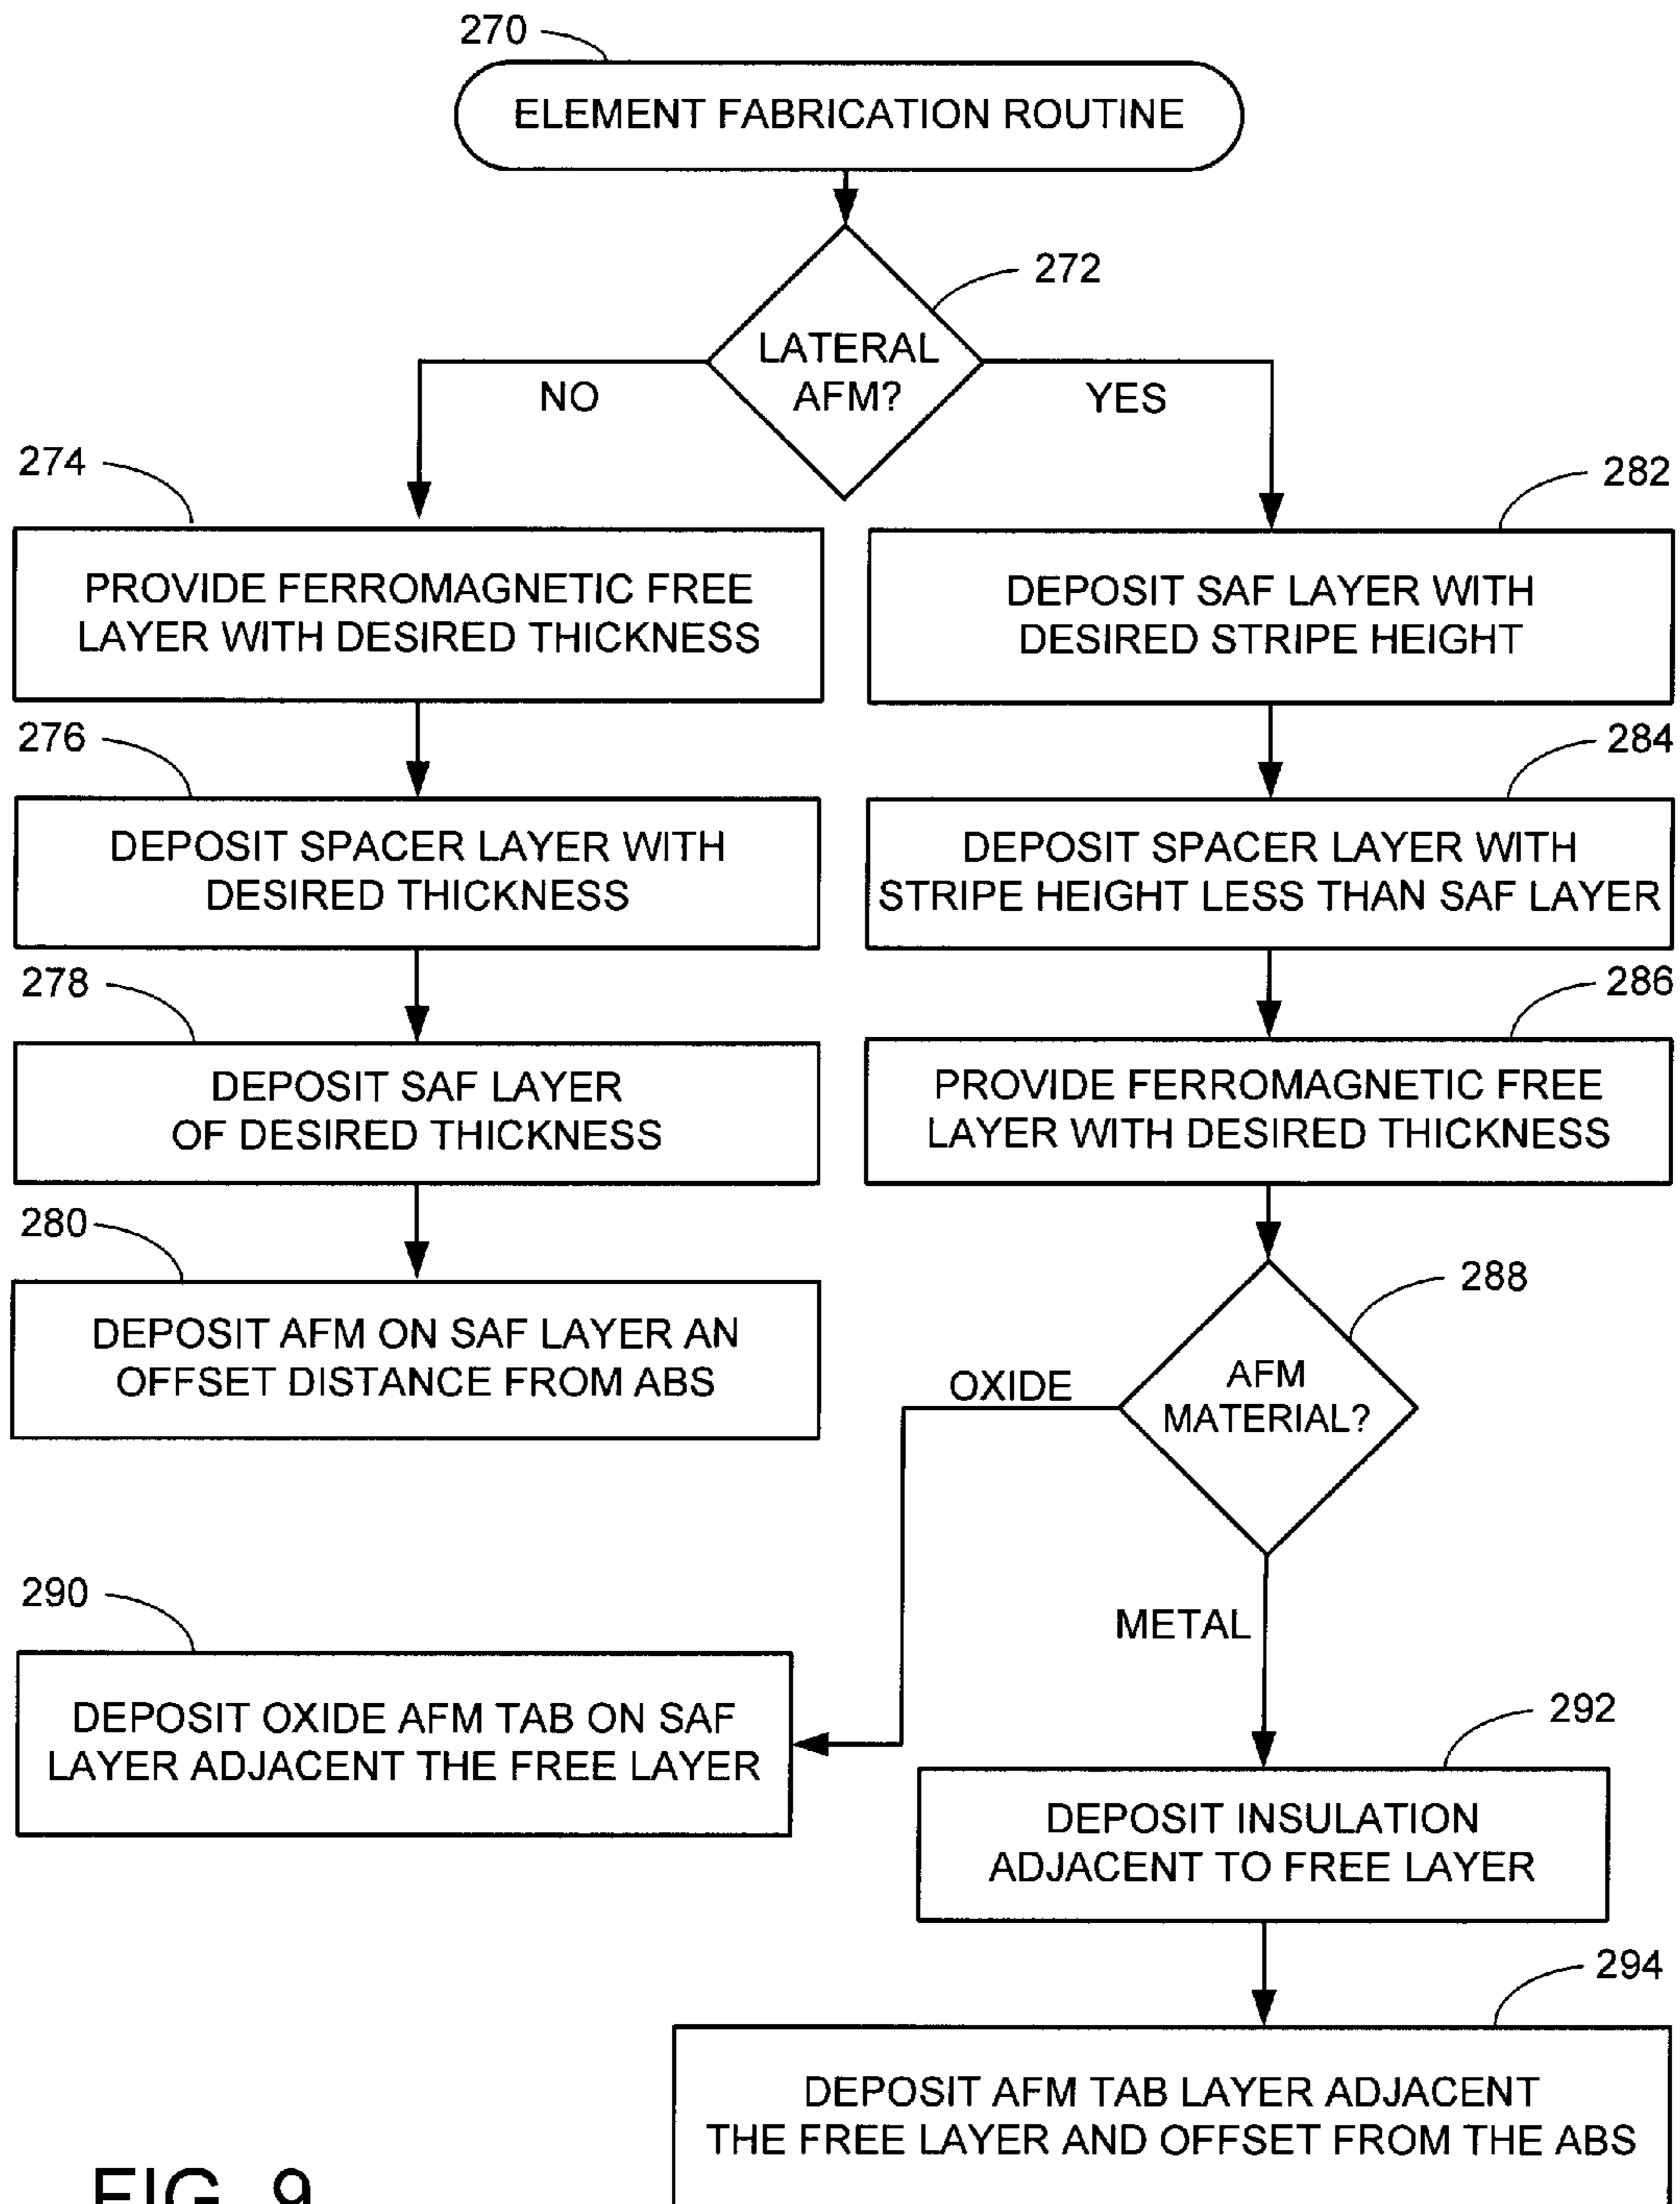 270
ELEMENT FABRICATION ROUTINE
272
LATERAL
AFM?
NO
YES
274
PROVIDE FERROMAGNETIC FREE
LAYER WITH DESIRED THICKNESS
282
DEPOSIT SAF LAYER WITH
DESIRED STRIPE HEIGHT
276
DEPOSIT SPACER LAYER WITH
DESIRED THICKNESS
284
DEPOSIT SPACER LAYER WITH
STRIPE HEIGHT LESS THAN SAF LAYER
278
DEPOSIT SAF LAYER
OF DESIRED THICKNESS
286
PROVIDE FERROMAGNETIC FREE
LAYER WITH DESIRED THICKNESS
280
DEPOSIT AFM ON SAF LAYER AN
OFFSET DISTANCE FROM ABS
288
AFM
MATERIAL?
OXIDE
METAL
290
DEPOSIT OXIDE AFM TAB ON SAF
LAYER ADJACENT THE FREE LAYER
292
DEPOSIT INSULATION
ADJACENT TO FREE LAYER
294
DEPOSIT AFM TAB LAYER ADJACENT
THE FREE LAYER AND OFFSET FROM THE ABS
FIG. 9